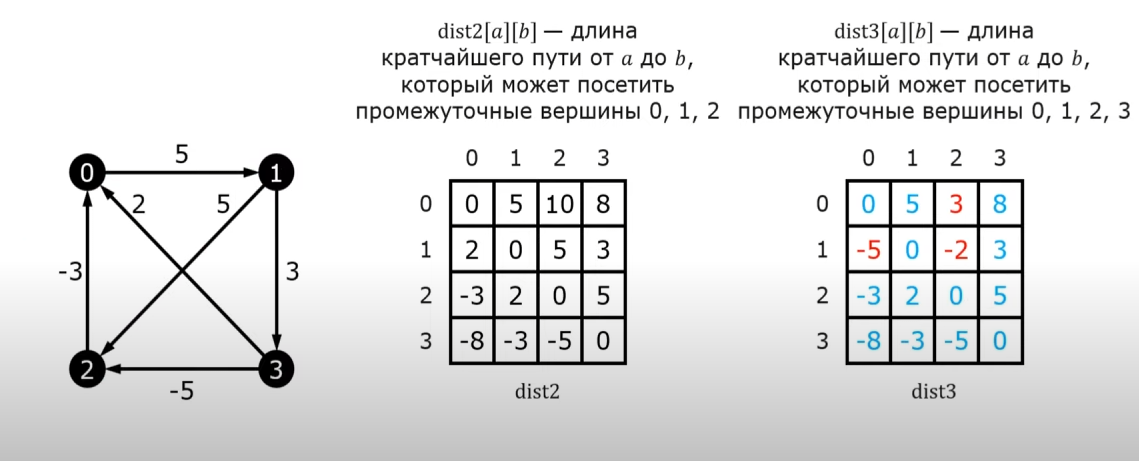 dist2[a][b] — длина
кратчайшего пути от a до b,
который может посетить
промежуточные вершины 0, 1, 2
dist3[a][b] — длина
кратчайшего пути от a до b,
который может посетить
промежуточные вершины 0, 1, 2, 3
5
0 1
2 5
-3 3
2 3
-5
0 1 2 3
0 0 5 10 8
1 2 0 5 3
2 -3 2 0 5
3 -8 -3 -5 0
dist2
0 1 2 3
0 0 5 3 8
1 -5 0 -2 3
2 -3 2 0 5
3 -8 -3 -5 0
dist3